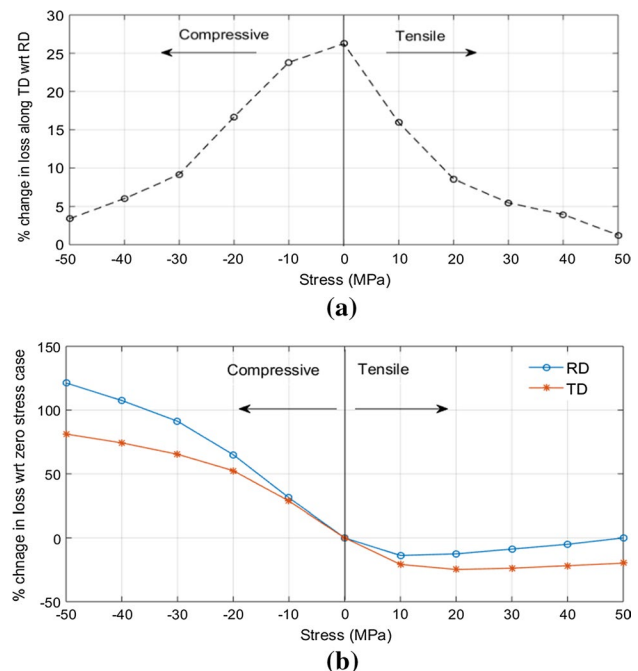 30
25
20
15
10
5
0
% change in loss along TD wrt RD
Compressive
Tensile
-50 -40 -30 -20 -10 0 10 20 30 40 50
Stress (MPa)
(a)
150
100
50
0
-50
% chnage in loss wrt zero stress case
Compressive
Tensile
RD
TD
-50 -40 -30 -20 -10 0 10 20 30 40 50
Stress (MPa)
(b)